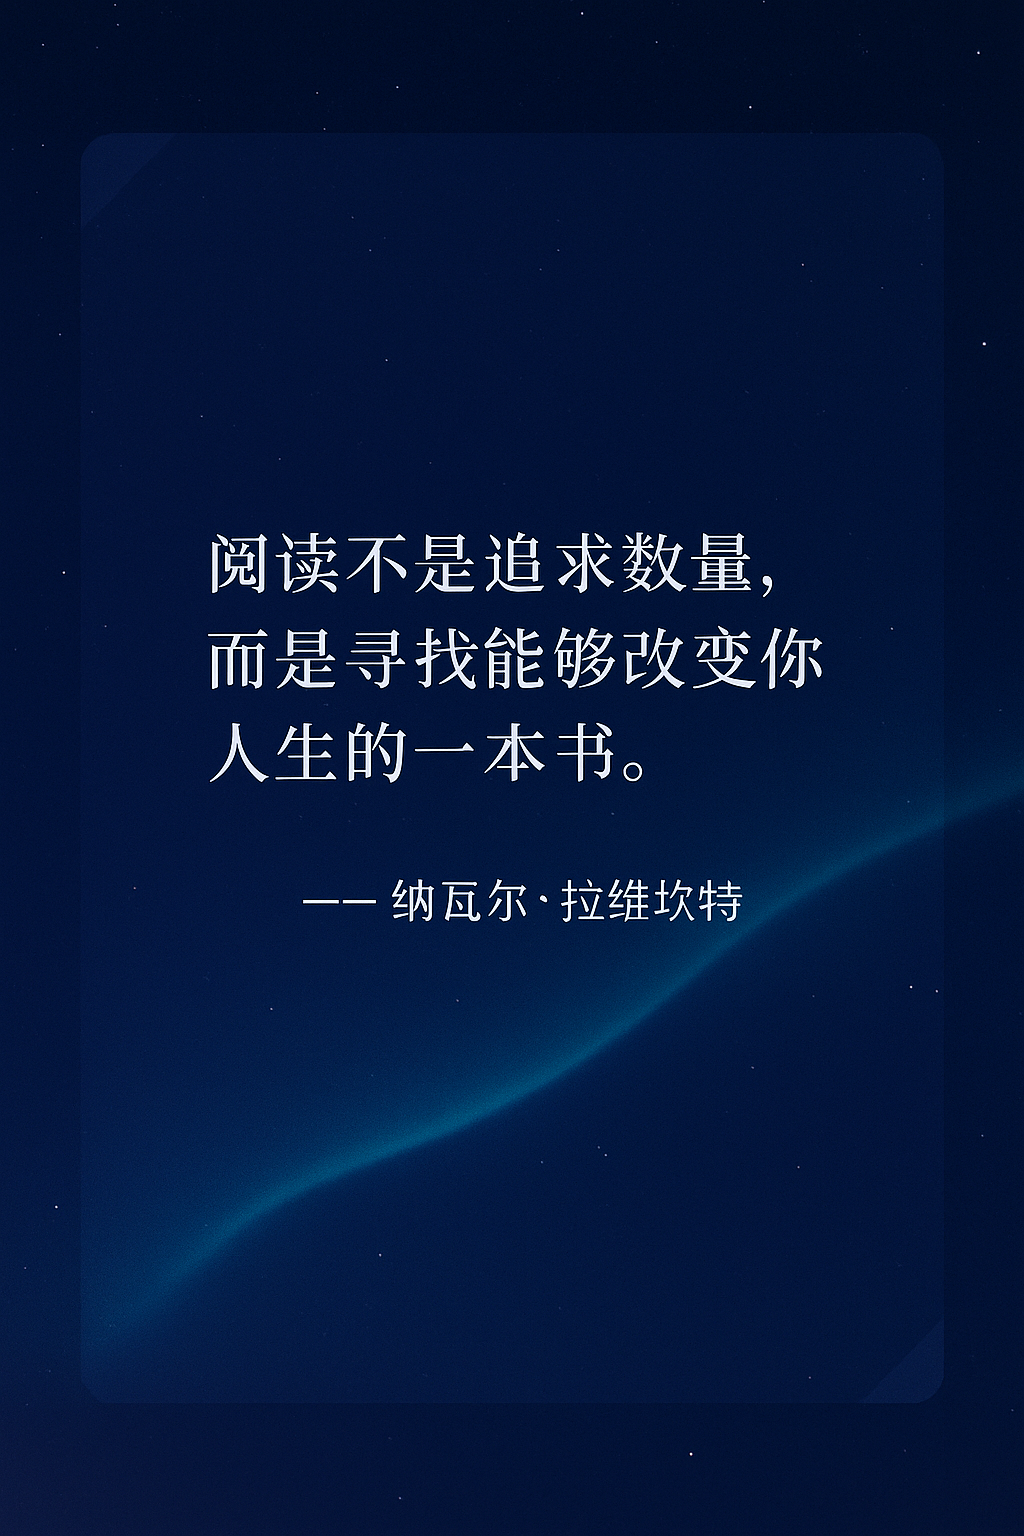 阅读不是追求数量，
而是寻找能够改变你
人生的一本书。
—— 纳瓦尔·拉维坎特